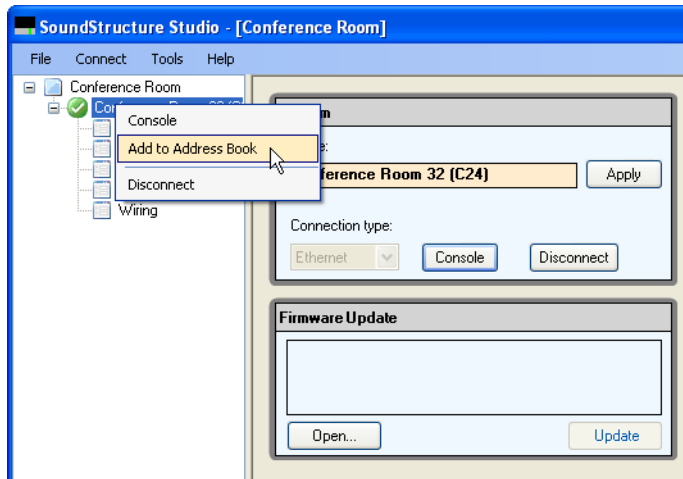 SoundStructure Studio - [Conference Room]
File Connect Tools Help
Conference Room
Console
Add to Address Book
Disconnect
Wiring
ference Room 32 (C24)
Apply
Connection type:
Ethernet
Console
Disconnect
Firmware Update
Open...
Update